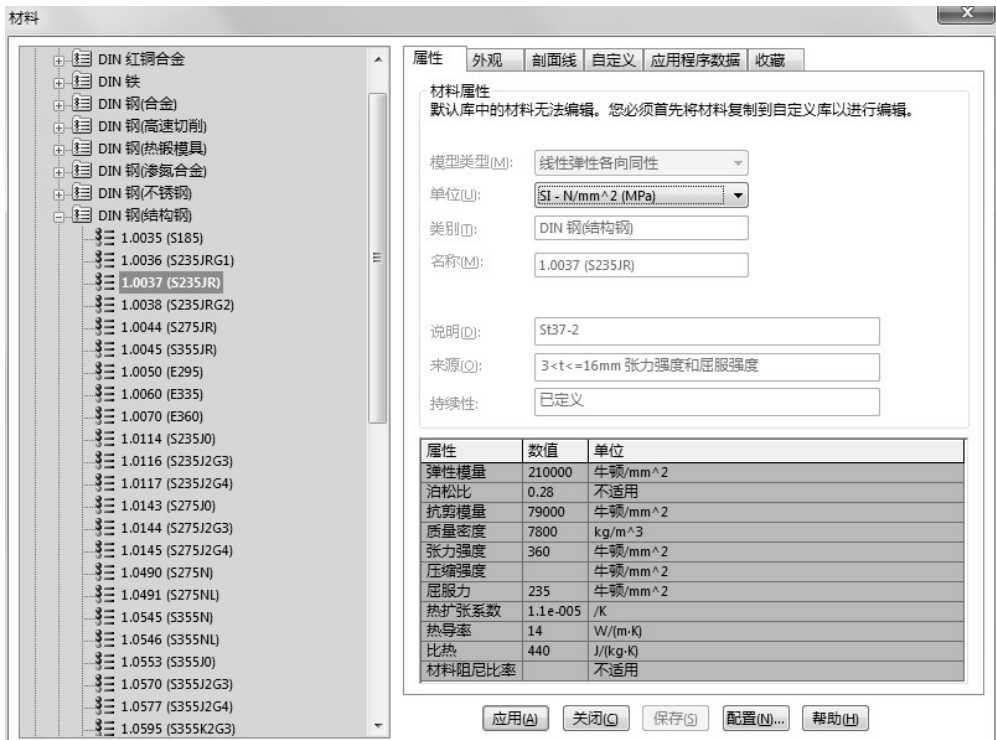 材料
DIN 红铜合金
DIN 铁
DIN 钢(合金)
DIN 钢(高速切削)
DIN 钢(热锻模具)
DIN 钢(渗氮合金)
DIN 钢(不锈钢)
DIN 钢(结构钢)
1.0035 (S185)
1.0036 (S235JRG1)
1.0037 (S235JR)
1.0038 (S235JRG2)
1.0044 (S275JR)
1.0045 (S355JR)
1.0050 (E295)
1.0060 (E335)
1.0070 (E360)
1.0114 (S235J0)
1.0116 (S235J2G3)
1.0117 (S235J2G4)
1.0143 (S275J0)
1.0144 (S275J2G3)
1.0145 (S275J2G4)
1.0490 (S275N)
1.0491 (S275NL)
1.0545 (S355N)
1.0546 (S355NL)
1.0553 (S355J0)
1.0570 (S355J2G3)
1.0577 (S355J2G4)
1.0595 (S355K2G3)
属性 外观 剖面线 自定义 应用程序数据 收藏
材料属性
默认库中的材料无法编辑。您必须首先将材料复制到自定义库以进行编辑。
模型类型(M): 线性弹性各向同性
单位(U): SI - N/mm^2 (MPa)
类别(T): DIN 钢(结构钢)
名称(M): 1.0037 (S235JR)
说明(D): St37-2
来源(O): 3<t<=16mm 张力强度和屈服强度
持续性: 已定义
属性 数值 单位
弹性模量 210000 牛顿/mm^2
泊松比 0.28 不适用
抗剪模量 79000 牛顿/mm^2
质量密度 7800 kg/m^3
张力强度 360 牛顿/mm^2
压缩强度 牛顿/mm^2
屈服力 235 牛顿/mm^2
热扩张系数 1.1e-005 /K
热导率 14 W/(m·K)
比热 440 J/(kg·K)
材料阻尼比率 不适用
应用(A) 关闭(C) 保存(S) 配置(N)... 帮助(H)